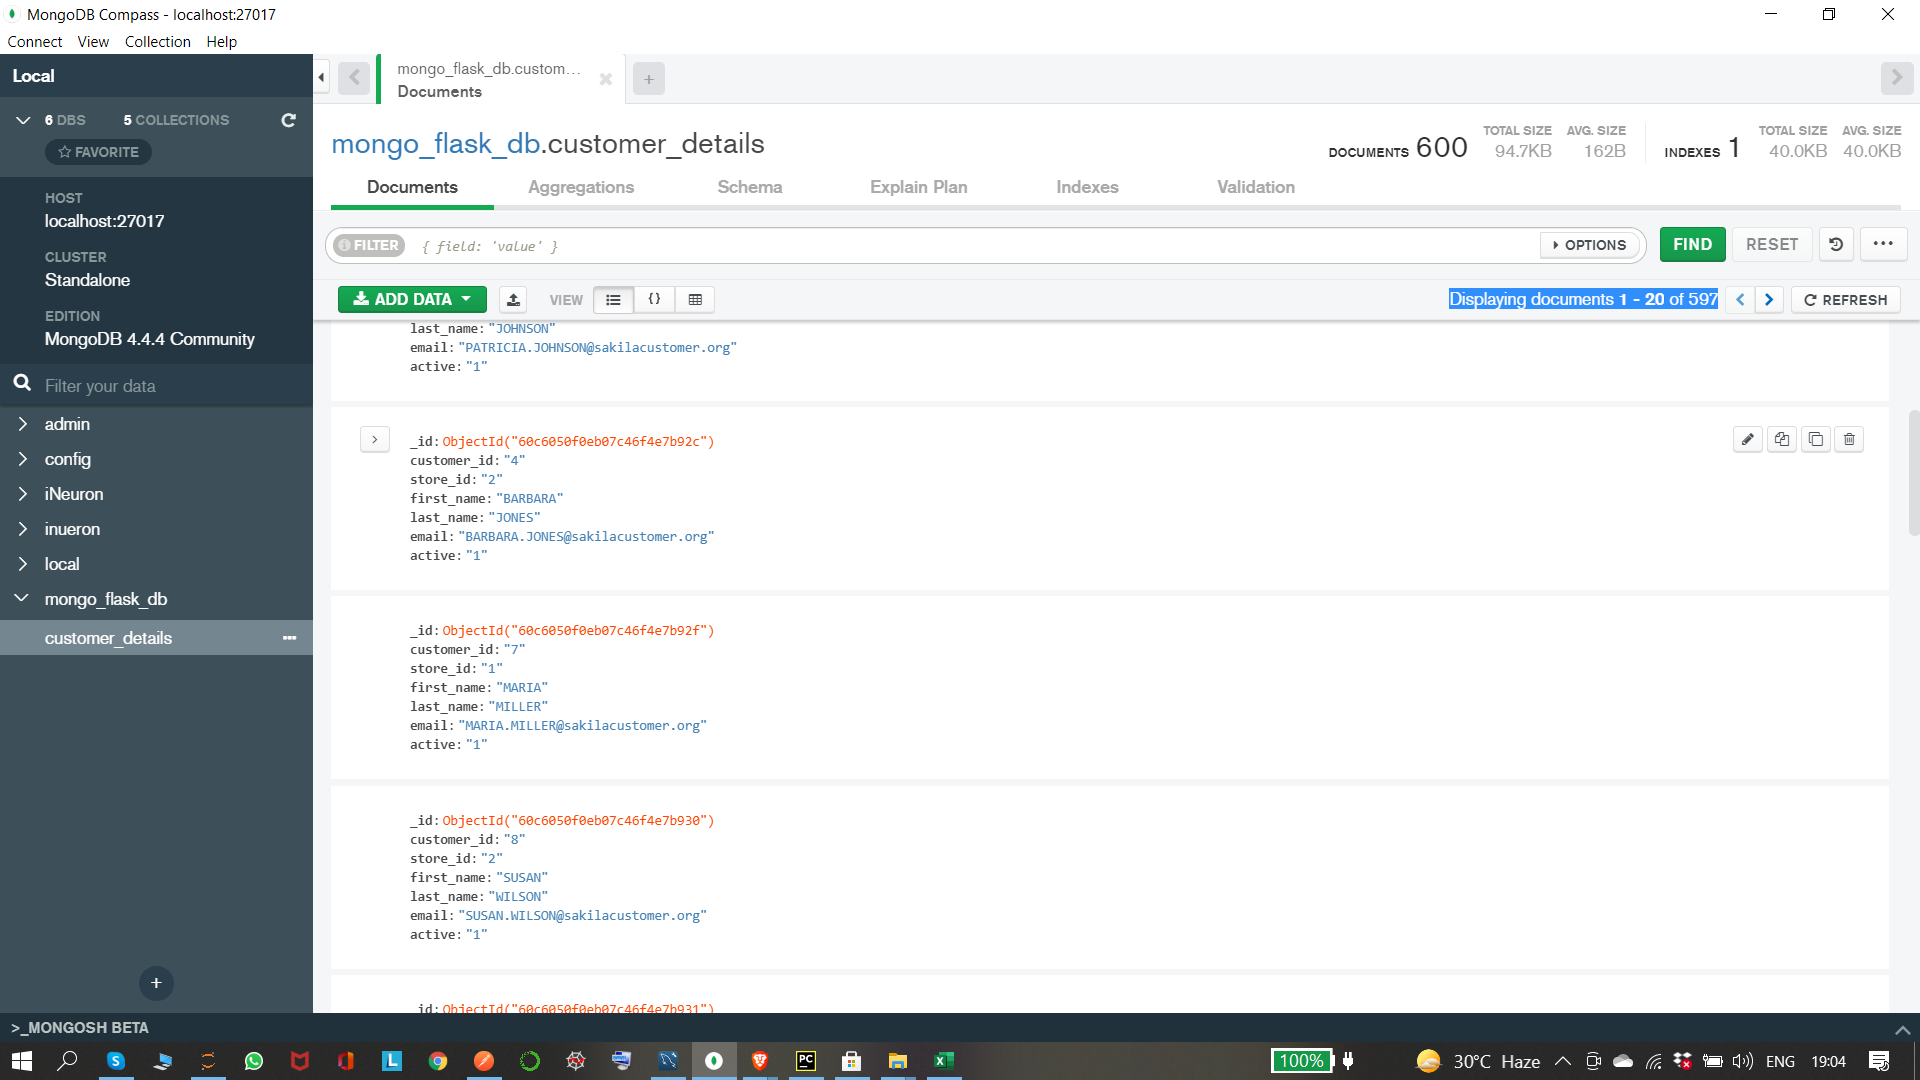 MongoDB Compass - localhost:27017
Connect View Collection Help
Local
6 DBS 5 COLLECTIONS
FAVORITE
HOST
localhost:27017
CLUSTER
Standalone
EDITION
MongoDB 4.4.4 Community
Filter your data
admin
config
iNeuron
inueron
local
mongo_flask_db
customer_details
mongo_flask_db.custom...
Documents
mongo_flask_db.customer_details
DOCUMENTS 600
TOTAL SIZE AVG. SIZE
94.7KB 162B
INDEXES 1
TOTAL SIZE AVG. SIZE
40.0KB 40.0KB
Documents Aggregations Schema Explain Plan Indexes Validation
FILTER { field: 'value' } OPTIONS FIND RESET
ADD DATA VIEW Displaying documents 1 - 20 of 597 REFRESH
last_name: "JOHNSON"
email: "PATRICIA.JOHNSON@sakilacustomer.org"
active: "1"
_id: ObjectId("60c6050f0eb07c46f4e7b92c")
customer_id: "4"
store_id: "2"
first_name: "BARBARA"
last_name: "JONES"
email: "BARBARA.JONES@sakilacustomer.org"
active: "1"
_id: ObjectId("60c6050f0eb07c46f4e7b92f")
customer_id: "7"
store_id: "1"
first_name: "MARIA"
last_name: "MILLER"
email: "MARIA.MILLER@sakilacustomer.org"
active: "1"
_id: ObjectId("60c6050f0eb07c46f4e7b930")
customer_id: "8"
store_id: "2"
first_name: "SUSAN"
last_name: "WILSON"
email: "SUSAN.WILSON@sakilacustomer.org"
active: "1"
_id: ObjectId("60c6050f0eb07c46f4e7b931")
>_MONGOSH BETA
100% 30°C Haze ENG 19:04